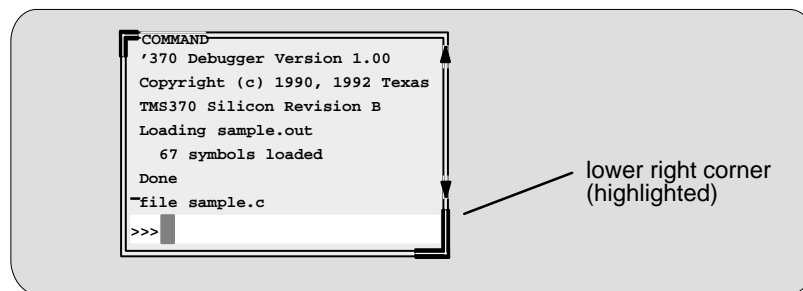 COMMAND
’370 Debugger Version 1.00
Copyright (c) 1990, 1992 Texas
TMS370 Silicon Revision B
Loading sample.out
67 symbols loaded
Done
file sample.c
>>>
lower right corner
(highlighted)